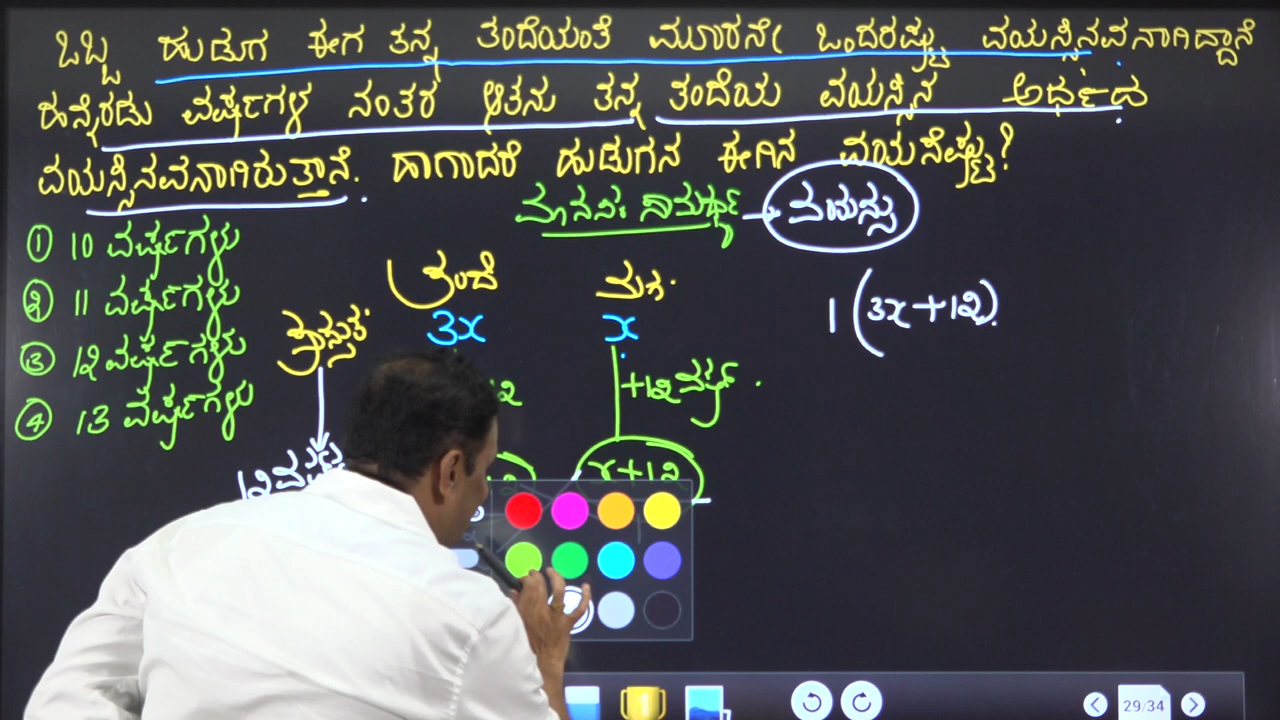 ಒಬ್ಬ ಹುಡುಗ ಈಗ ತನ್ನ ತಂದೆಯಂತೆ ಮೂರನೇ ಒಂದರಷ್ಟು ವಯಸ್ಸಿನವನಾಗಿದ್ದಾನೆ
ಹನ್ನೆರಡು ವರ್ಷಗಳ ನಂತರ ಆತನು ತನ್ನ ತಂದೆಯ ವಯಸ್ಸಿನ ಅರ್ಧದ
ವಯಸ್ಸಿನವನಾಗಿರುತ್ತಾನೆ. ಹಾಗಾದರೆ ಹುಡುಗನ ಈಗಿನ ವಯಸೆಷ್ಟು?
ಮಾನಸಿಕ ಸಾಮರ್ಥ್ಯ → ವಯಸ್ಸು
① 10 ವರ್ಷಗಳು
② 11 ವರ್ಷಗಳು
③ 12 ವರ್ಷಗಳು
④ 13 ವರ್ಷಗಳು
ತಂದೆ ಮಗ
ಪ್ರಸ್ತುತ 3x x
1 (3x+12)
+12 ವರ್ಷ
x+12
29/34